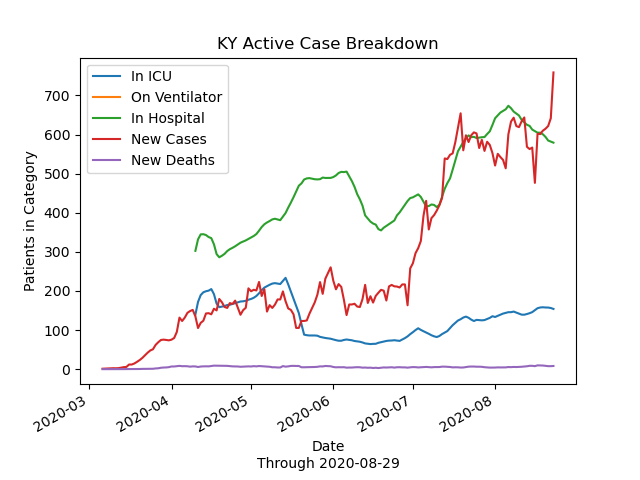 KY Active Case Breakdown
In ICU
On Ventilator
In Hospital
New Cases
New Deaths
Patients in Category
700
600
500
400
300
200
100
0
2020-03
2020-04
2020-05
2020-06
2020-07
2020-08
Date
Through 2020-08-29